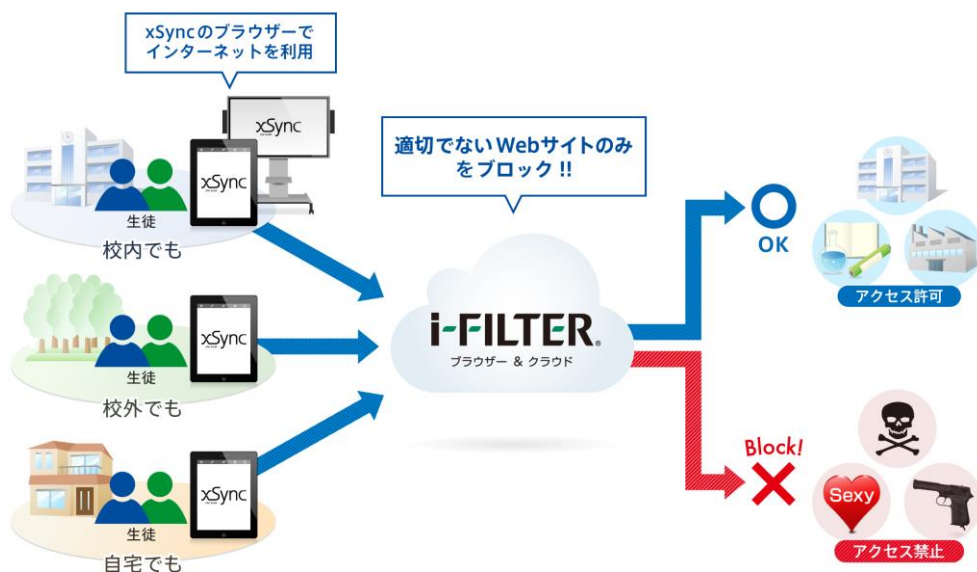 xSyncのブラウザーで
インターネットを利用
xSync
xSync
生徒
校内でも
適切でないWebサイトのみ
をブロック!!
OK
アクセス許可
xSync
生徒
校外でも
i-FILTER®
ブラウザー & クラウド
xSync
生徒
自宅でも
Block!
Sexy
アクセス禁止